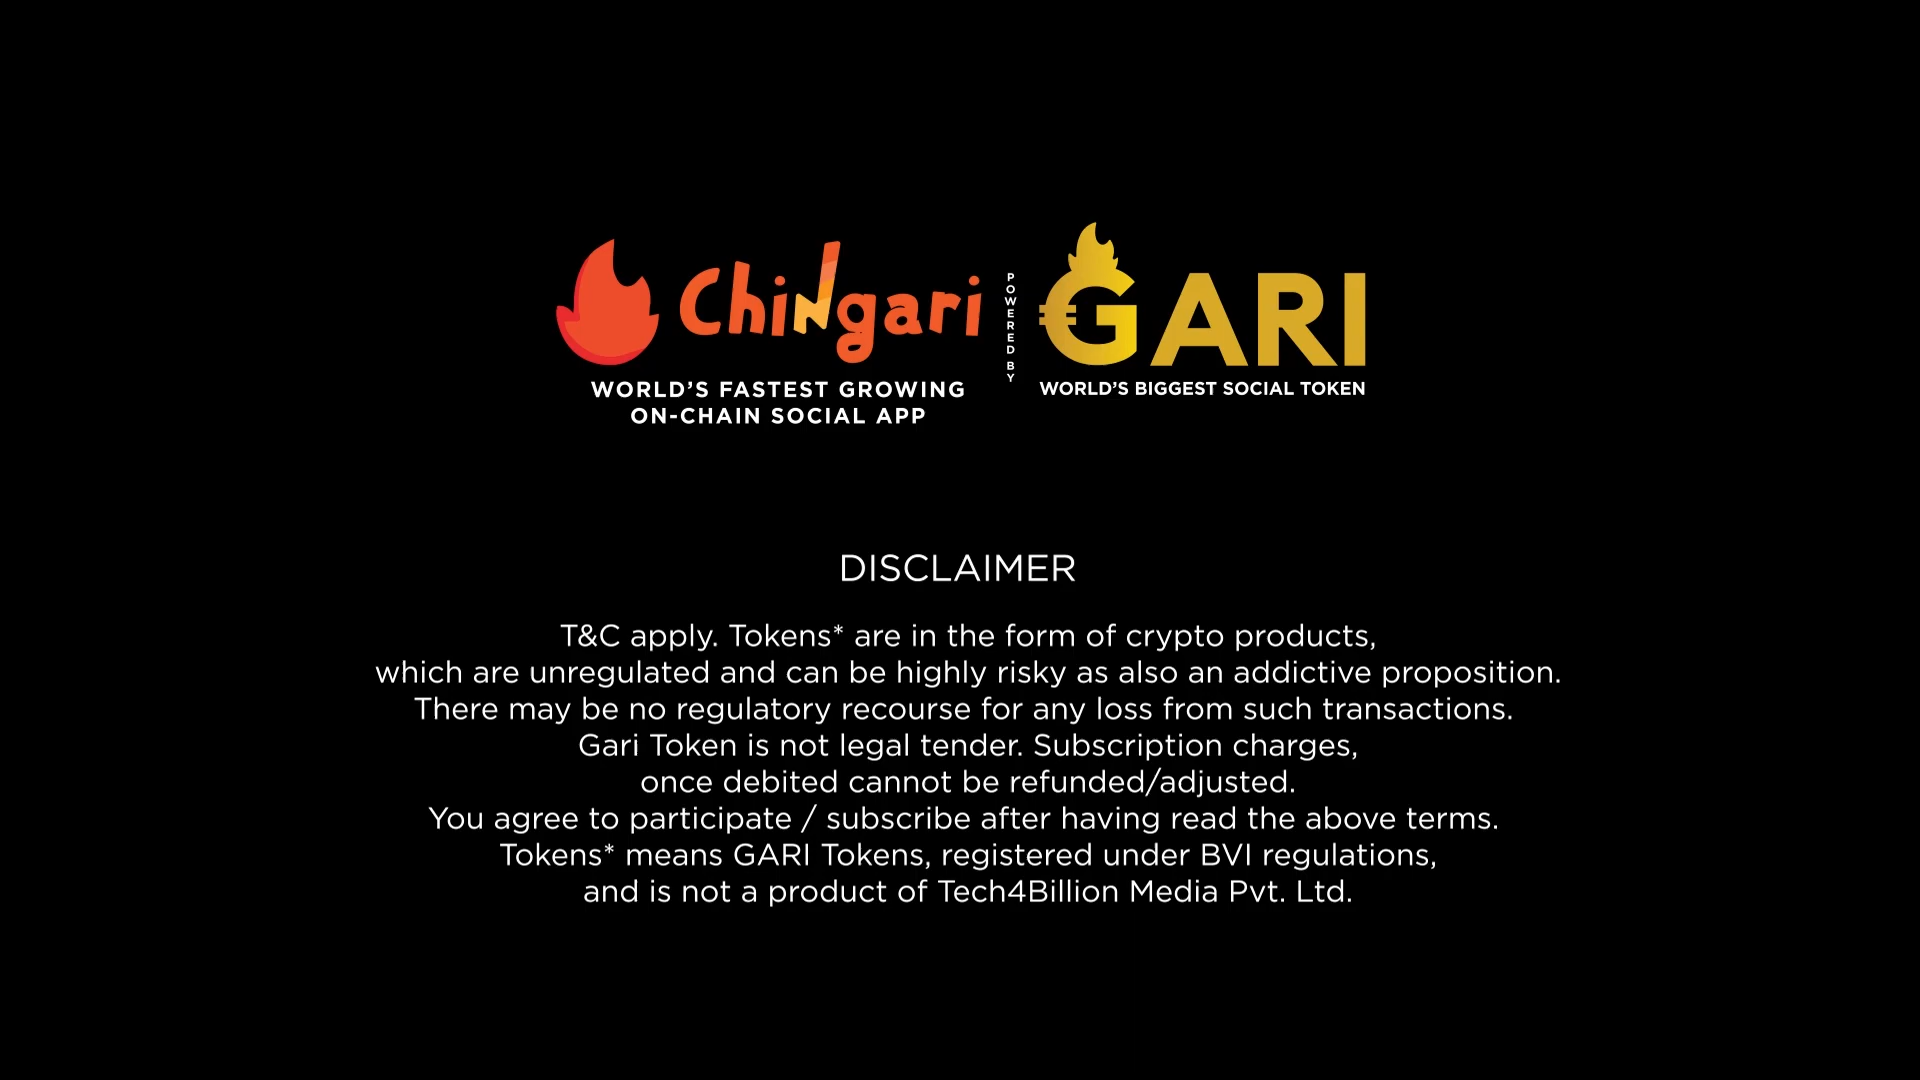 Chingari
WORLD'S FASTEST GROWING
ON-CHAIN SOCIAL APP
POWERED BY
GARI
WORLD'S BIGGEST SOCIAL TOKEN
DISCLAIMER
T&C apply. Tokens* are in the form of crypto products,
which are unregulated and can be highly risky as also an addictive proposition.
There may be no regulatory recourse for any loss from such transactions.
Gari Token is not legal tender. Subscription charges,
once debited cannot be refunded/adjusted.
You agree to participate / subscribe after having read the above terms.
Tokens* means GARI Tokens, registered under BVI regulations,
and is not a product of Tech4Billion Media Pvt. Ltd.